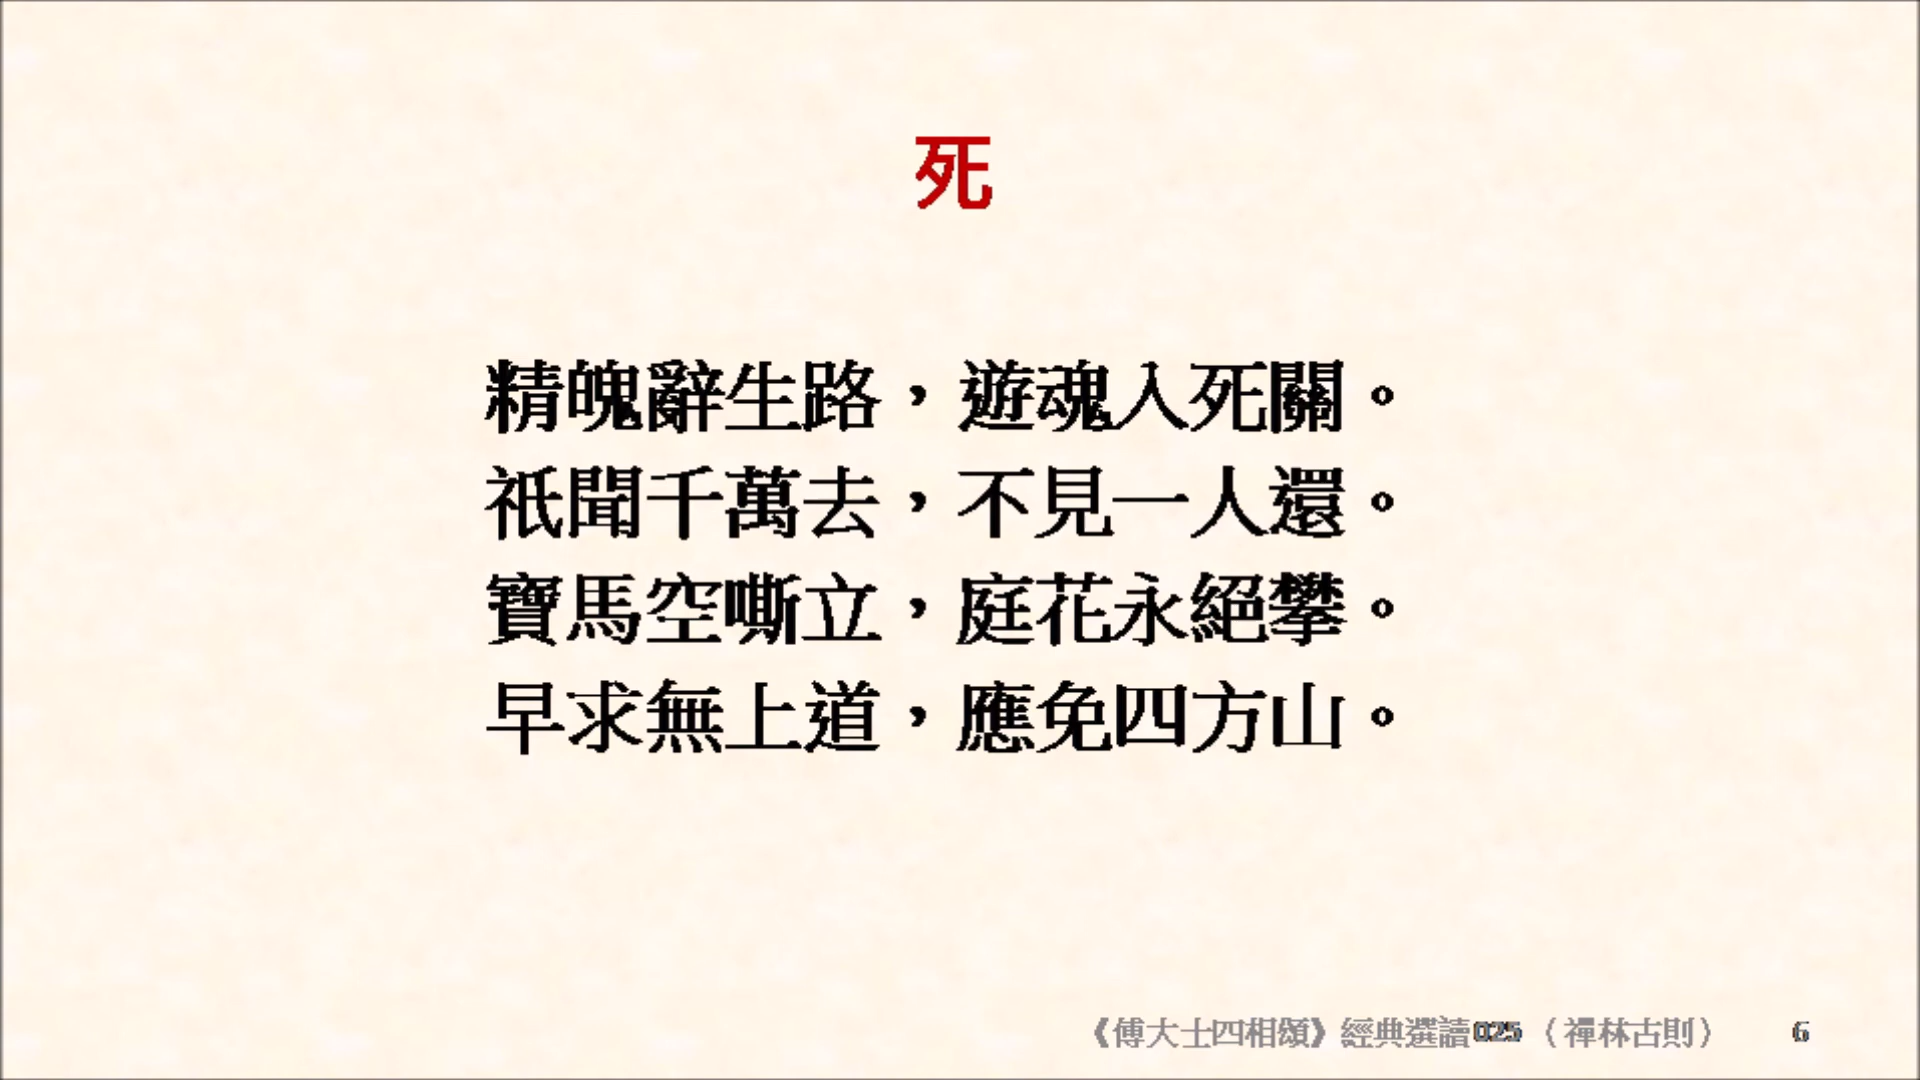 死
精魄辭生路，遊魂入死關。
祇聞千萬去，不見一人還。
寶馬空嘶立，庭花永絕攀。
早求無上道，應免四方山。
《傅大士四相頌》經典選讀025（禪林古則） 6